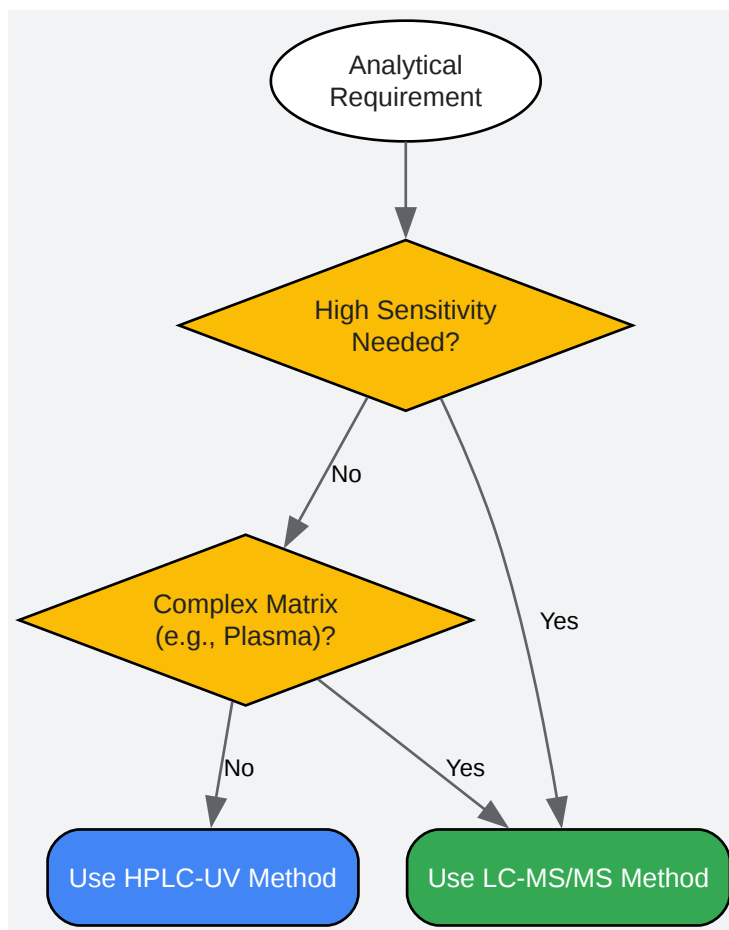 Analytical
Requirement
High Sensitivity
Needed?
No
Complex Matrix
(e.g., Plasma)?
Yes
No
Yes
Use HPLC-UV Method
Use LC-MS/MS Method